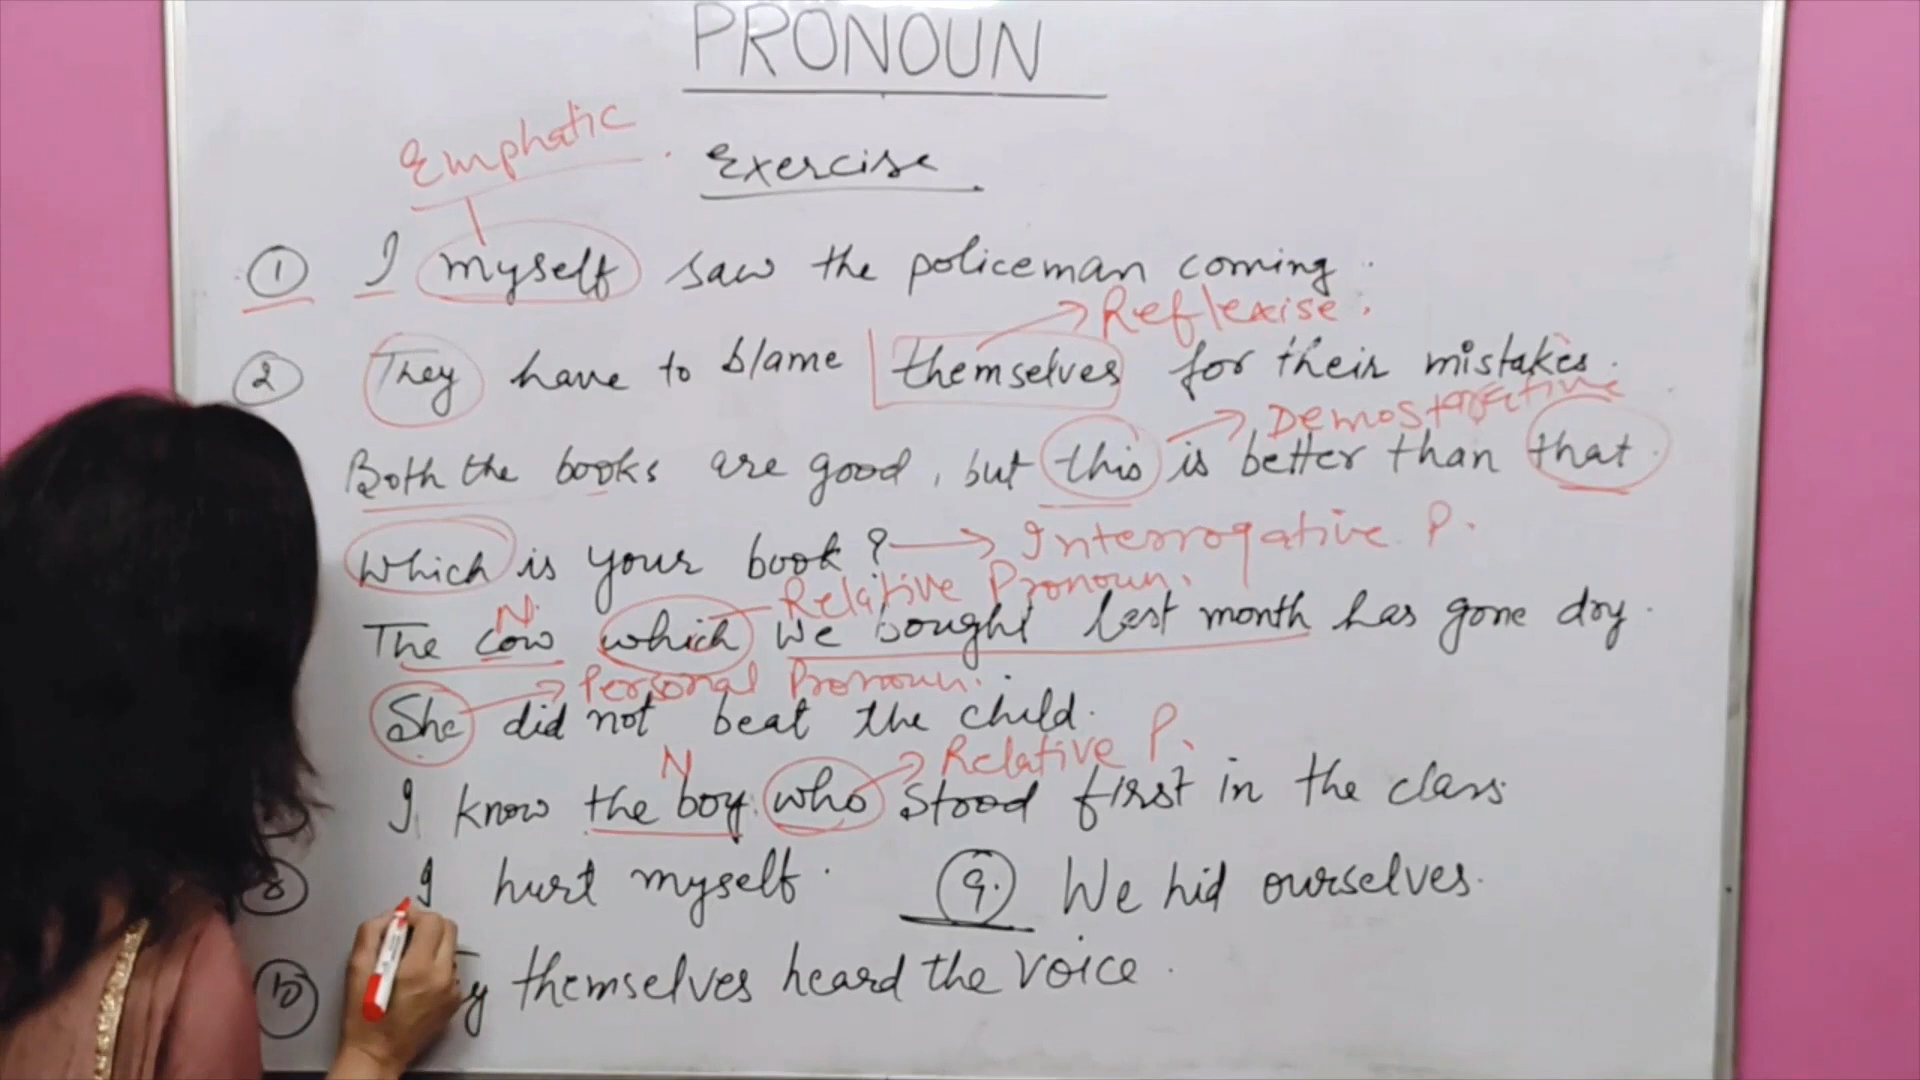 PRONOUN
Emphatic
Exercise
① I myself saw the policeman coming.
Reflexise.
② They have to blame themselves for their mistakes.
Both the books are good, but this is better than that.
Which is your book? → Interrogative P.
N. Relative Pronoun.
The cow which we bought last month has gone dry.
Personal Pronoun.
She did not beat the child.
N Relative P.
I know the boy who stood first in the class
8 I hurt myself. 9. We hid ourselves.
10 themselves heard the voice.